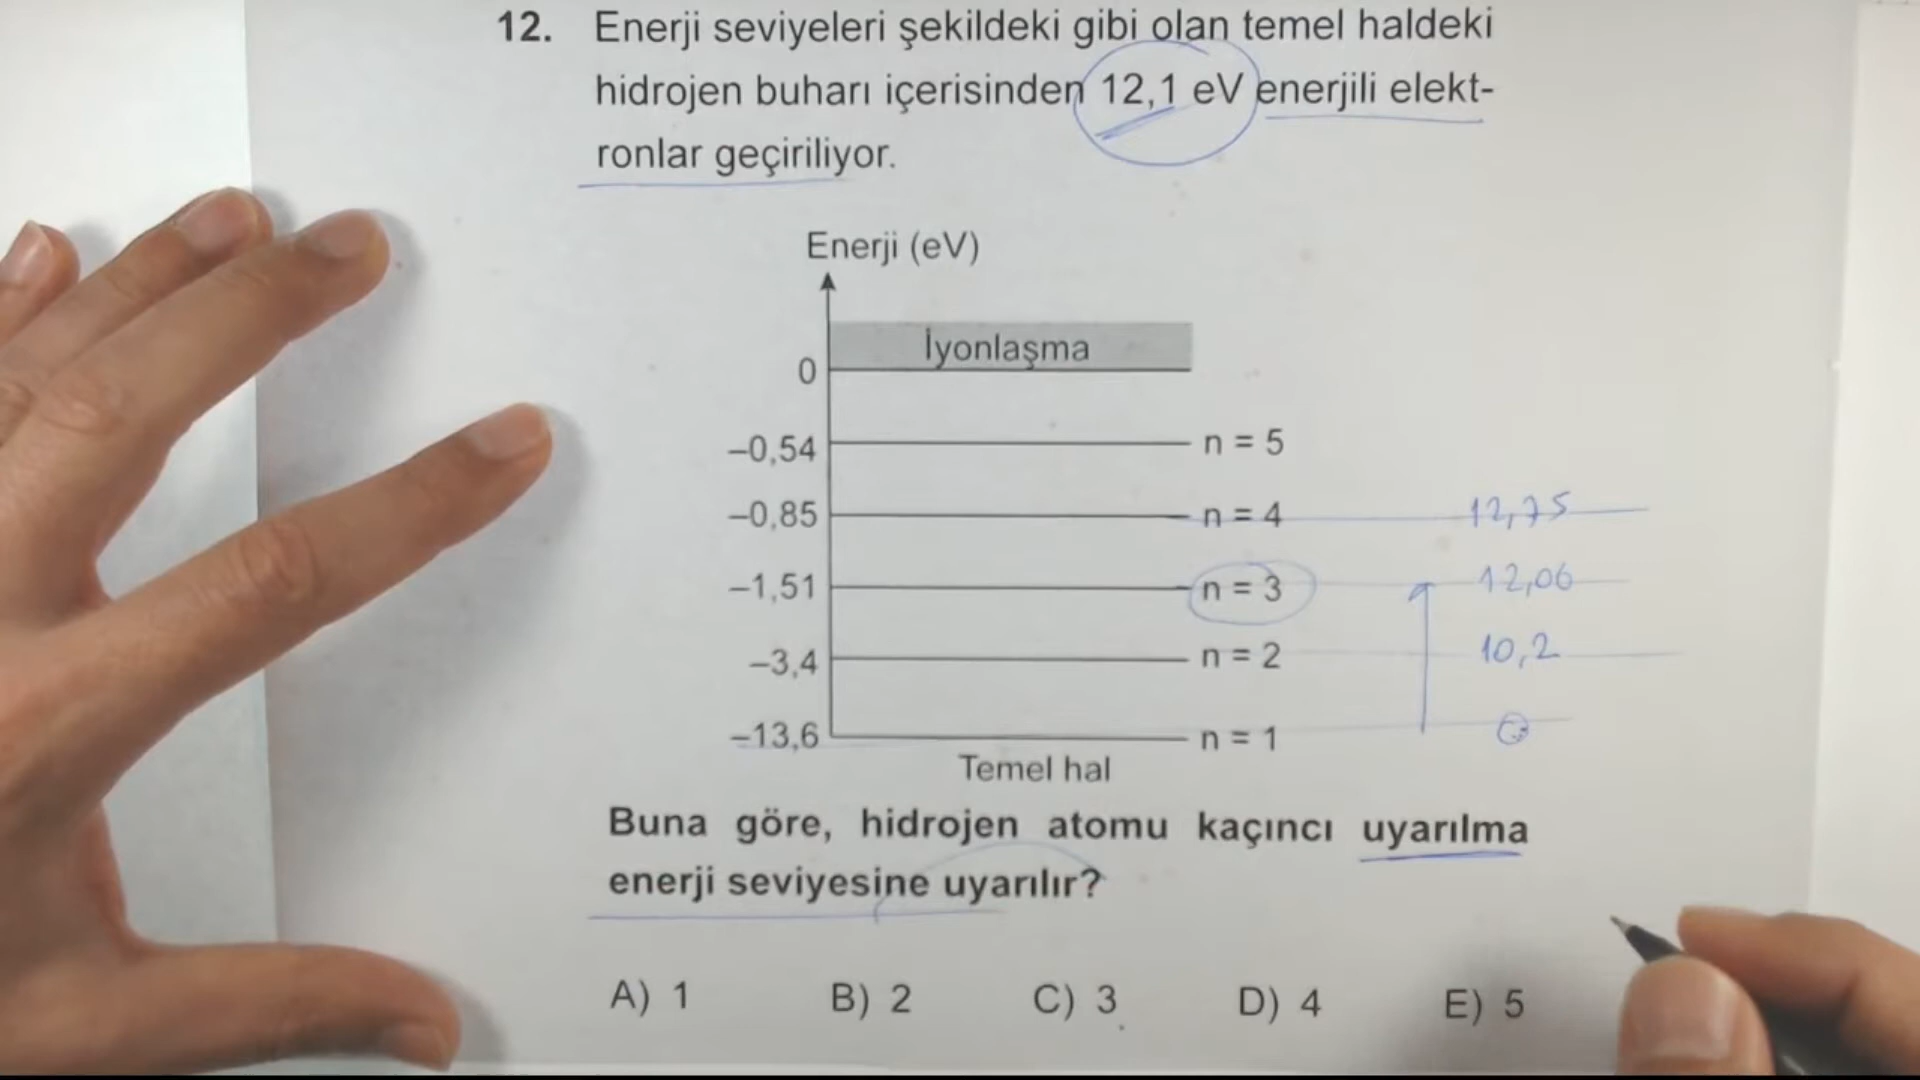 12. Enerji seviyeleri şekildeki gibi olan temel haldeki
hidrojen buharı içerisinden 12,1 eV enerjili elekt-
ronlar geçiriliyor.
Enerji (eV)
İyonlaşma
0
–0,54 n = 5
–0,85 n = 4 12,75
–1,51 n = 3 12,06
–3,4 n = 2 10,2
–13,6 n = 1
Temel hal
Buna göre, hidrojen atomu kaçıncı uyarılma
enerji seviyesine uyarılır?
A) 1 B) 2 C) 3 D) 4 E) 5